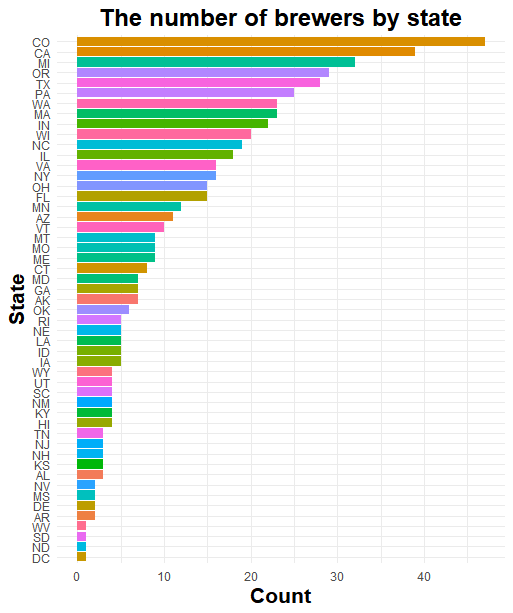 The number of brewers by state
State
CO
CA
MI
OR
TX
PA
WA
MA
IN
WI
NC
IL
VA
NY
OH
FL
MN
AZ
VT
MT
MO
ME
CT
MD
GA
AK
OK
RI
NE
LA
ID
IA
WY
UT
SC
NM
KY
HI
TN
NJ
NH
KS
AL
NV
MS
DE
AR
WV
SD
ND
DC
0 10 20 30 40
Count